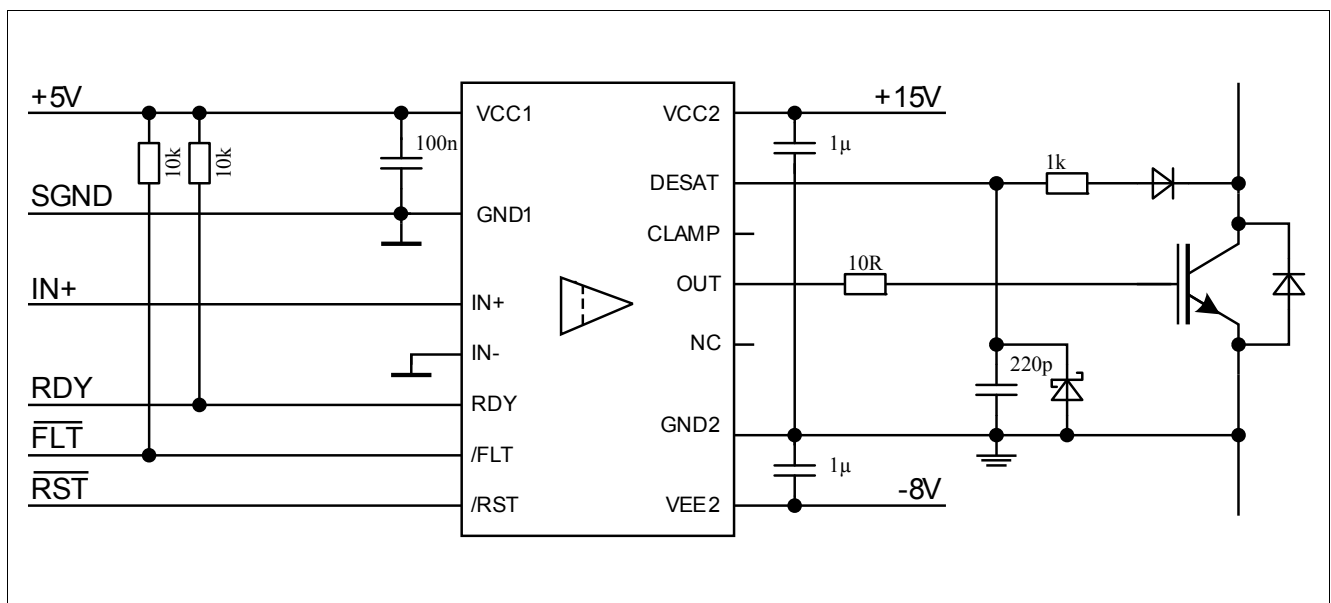 +5V
SGND
IN+
RDY
FLT
RST
10k
10k
100n
VCC1
GND1
IN+
IN-
RDY
/FLT
/RST
VCC2
DESAT
CLAMP
OUT
NC
GND2
VEE2
+15V
1µ
1k
10R
220p
1µ
-8V